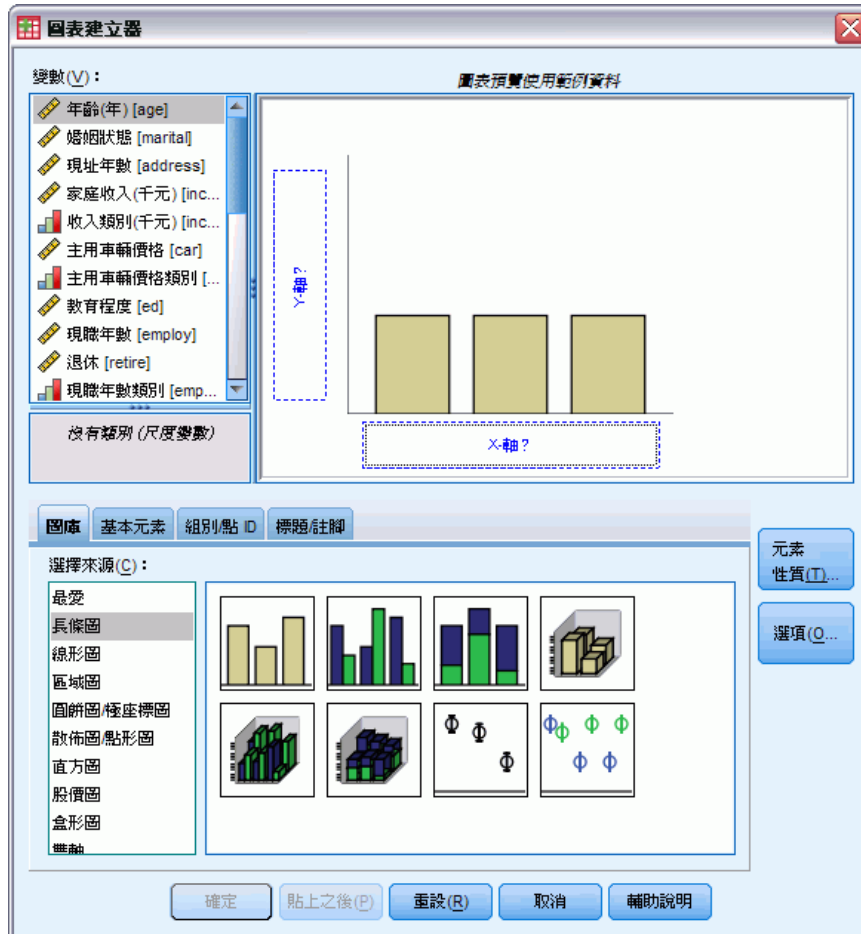 圖表建立器
變數(V):
圖表預覽使用範例資料
年齡(年) [age]
婚姻狀態 [marital]
現址年數 [address]
家庭收入(千元) [inc...
收入類別(千元) [inc...
主用車輛價格 [car]
主用車輛價格類別 [...
教育程度 [ed]
現職年數 [employ]
退休 [retire]
現職年數類別 [emp...
沒有類別 (尺度變數)
Y-軸?
X-軸?
圖庫 基本元素 組別/點 ID 標題/註腳
選擇來源(C):
最愛
長條圖
線形圖
區域圖
圓餅圖/極座標圖
散佈圖/點形圖
直方圖
股價圖
盒形圖
雙軸
元素
性質(T)...
選項(O...
確定 貼上之後(P) 重設(R) 取消 輔助說明